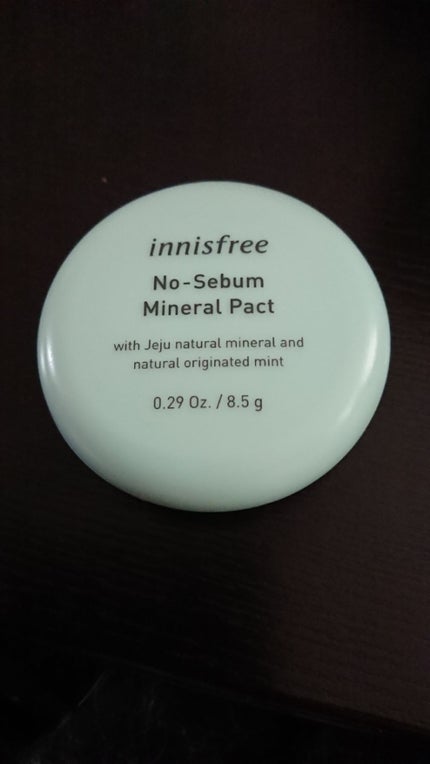 innisfree
No-Sebum
Mineral Pact
with Jeju natural mineral and
natural originated mint
0.29 Oz. / 8.5 g